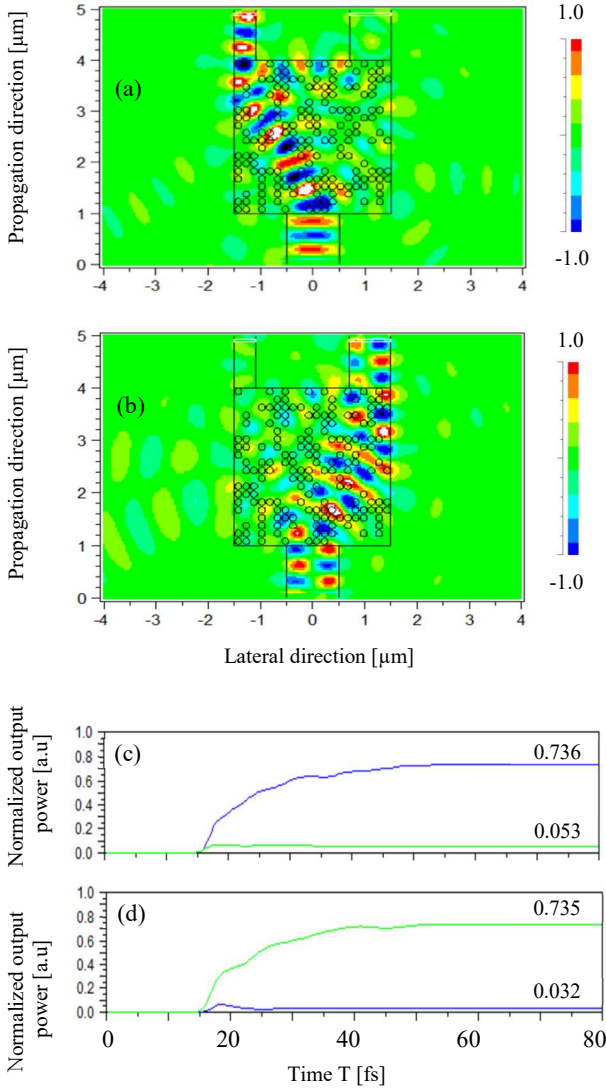 5
4
3
2
1
0
Propagation direction [µm]
(a)
−4 −3 −2 −1 0 1 2 3 4
1.0
-1.0
5
4
3
2
1
0
Propagation direction [µm]
(b)
−4 −3 −2 −1 0 1 2 3 4
1.0
-1.0
Lateral direction [µm]
Normalized output
power [a.u]
1.0
0.8
0.6
0.4
0.2
0.0
(c)
0.736
0.053
Normalized output
power [a.u]
1.0
0.8
0.6
0.4
0.2
0.0
(d)
0.735
0.032
0 20 40 60 80
Time T [fs]